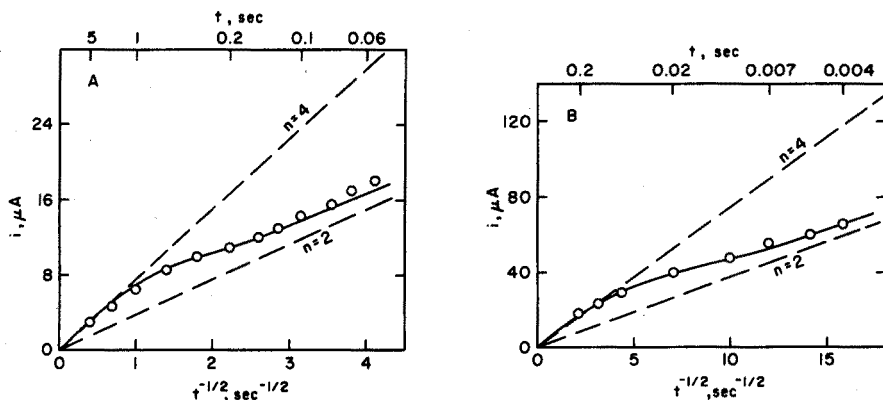 t, sec
5 1 0.2 0.1 0.06
A
24
16
8
0
i, μA
n=4
n=2
0 1 2 3 4
t^-1/2, sec^-1/2
t, sec
0.2 0.02 0.007 0.004
B
120
80
40
0
i, μA
n=4
n=2
0 5 10 15
t^-1/2, sec^-1/2